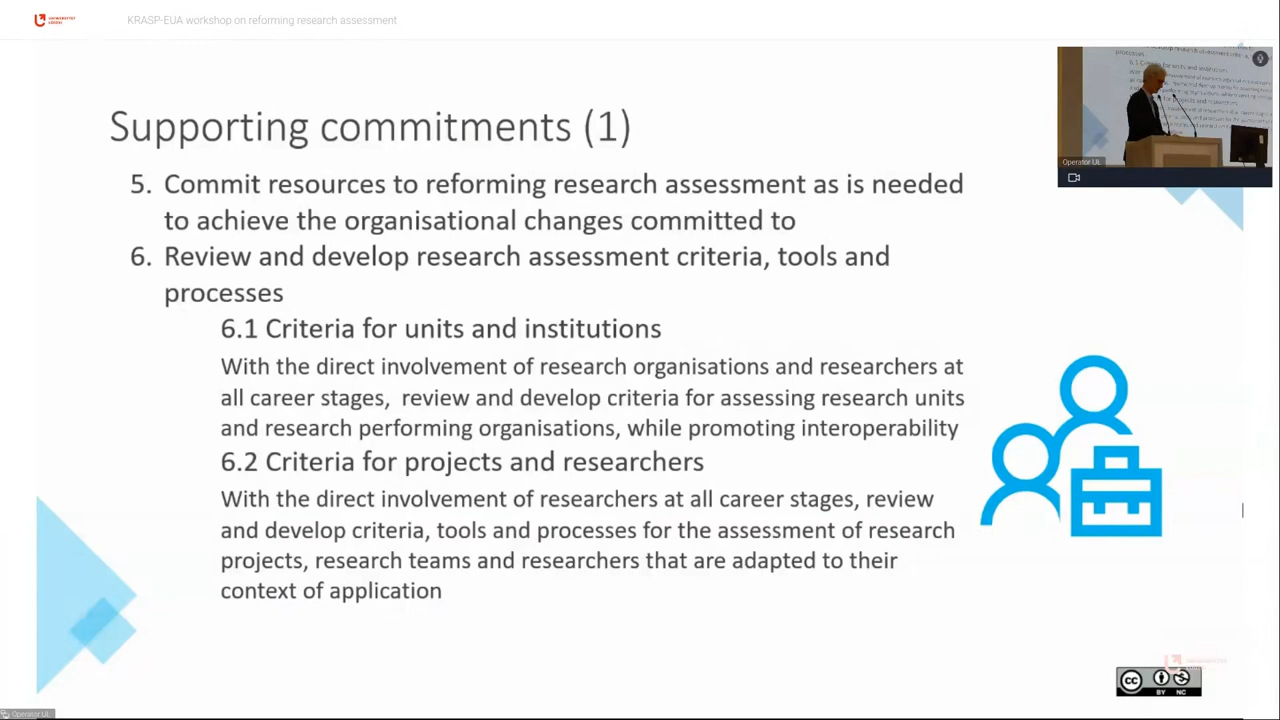 KRASP-EUA workshop on reforming research assessment
Supporting commitments (1)
5. Commit resources to reforming research assessment as is needed
to achieve the organisational changes committed to
6. Review and develop research assessment criteria, tools and
processes
6.1 Criteria for units and institutions
With the direct involvement of research organisations and researchers at
all career stages, review and develop criteria for assessing research units
and research performing organisations, while promoting interoperability
6.2 Criteria for projects and researchers
With the direct involvement of researchers at all career stages, review
and develop criteria, tools and processes for the assessment of research
projects, research teams and researchers that are adapted to their
context of application
Operator UL
cc
BY NC
Operator UL